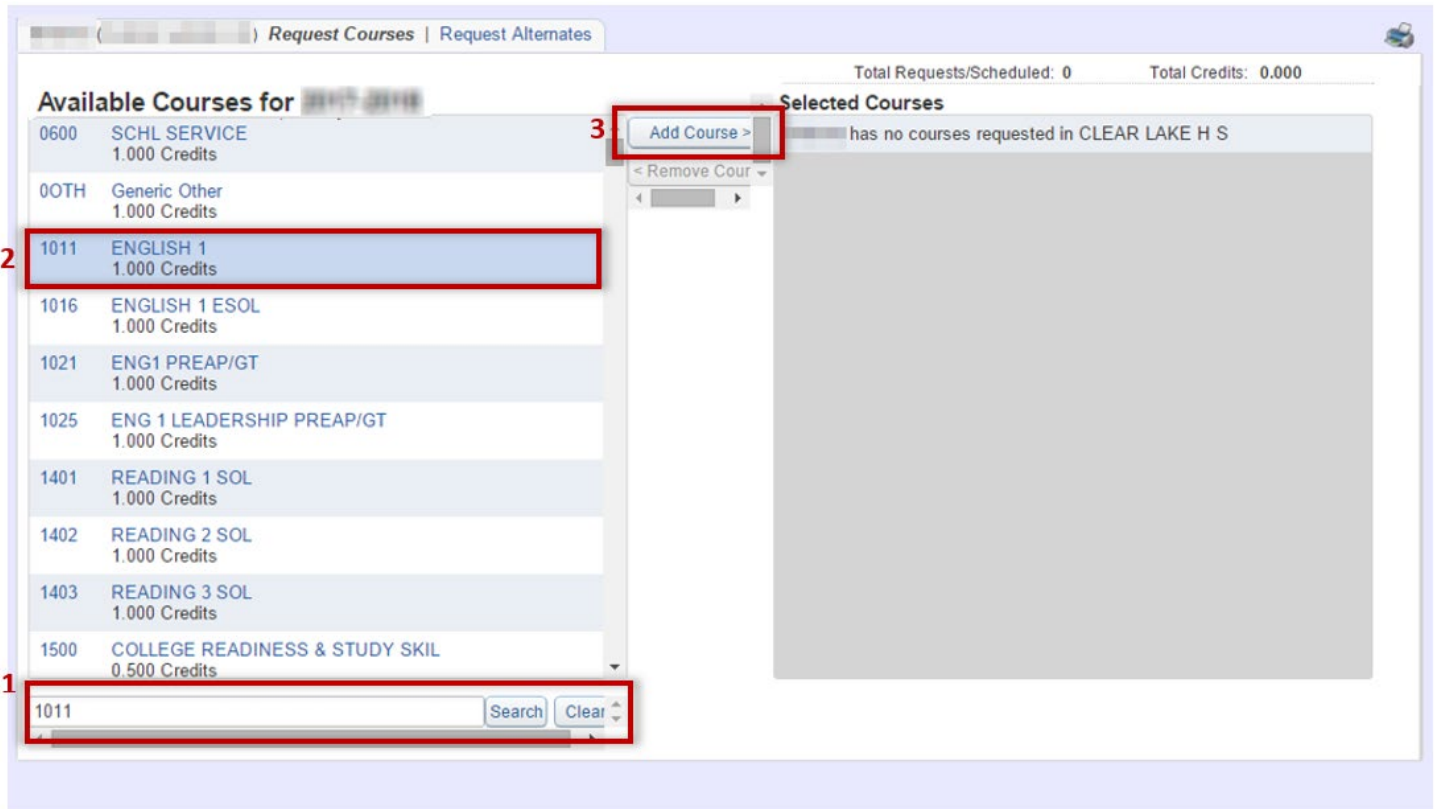 ( ) Request Courses | Request Alternates
Total Requests/Scheduled: 0 Total Credits: 0.000
Available Courses for
Selected Courses
0600 SCHL SERVICE
1.000 Credits
3 Add Course >
has no courses requested in CLEAR LAKE H S
< Remove Cour
0OTH Generic Other
1.000 Credits
2 1011 ENGLISH 1
1.000 Credits
1016 ENGLISH 1 ESOL
1.000 Credits
1021 ENG1 PREAP/GT
1.000 Credits
1025 ENG 1 LEADERSHIP PREAP/GT
1.000 Credits
1401 READING 1 SOL
1.000 Credits
1402 READING 2 SOL
1.000 Credits
1403 READING 3 SOL
1.000 Credits
1500 COLLEGE READINESS & STUDY SKIL
0.500 Credits
1
1011 Search Clear